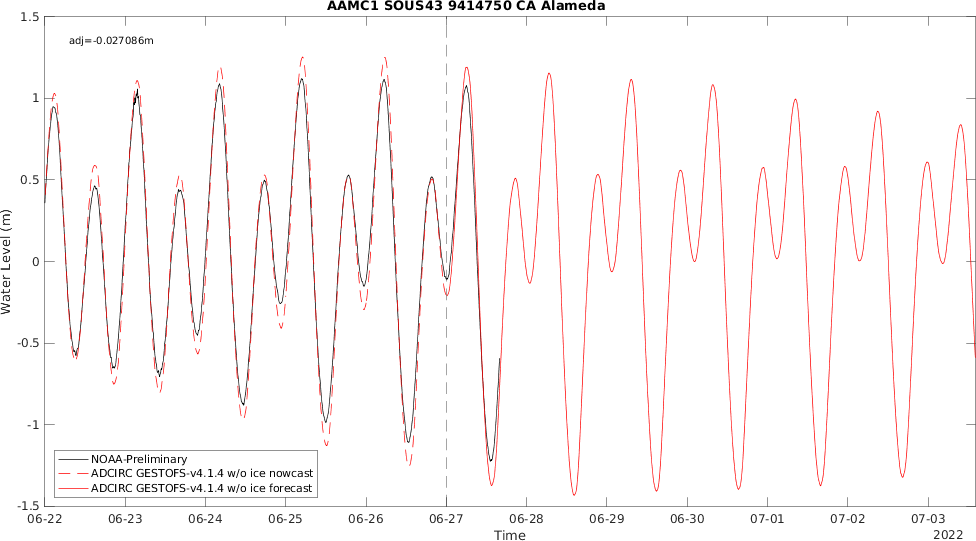 AAMC1 SOUS43 9414750 CA Alameda
adj=-0.027086m
Water Level (m)
1.5
1
0.5
0
-0.5
-1
-1.5
NOAA-Preliminary
ADCIRC GESTOFS-v4.1.4 w/o ice nowcast
ADCIRC GESTOFS-v4.1.4 w/o ice forecast
06-22 06-23 06-24 06-25 06-26 06-27 06-28 06-29 06-30 07-01 07-02 07-03
Time
2022